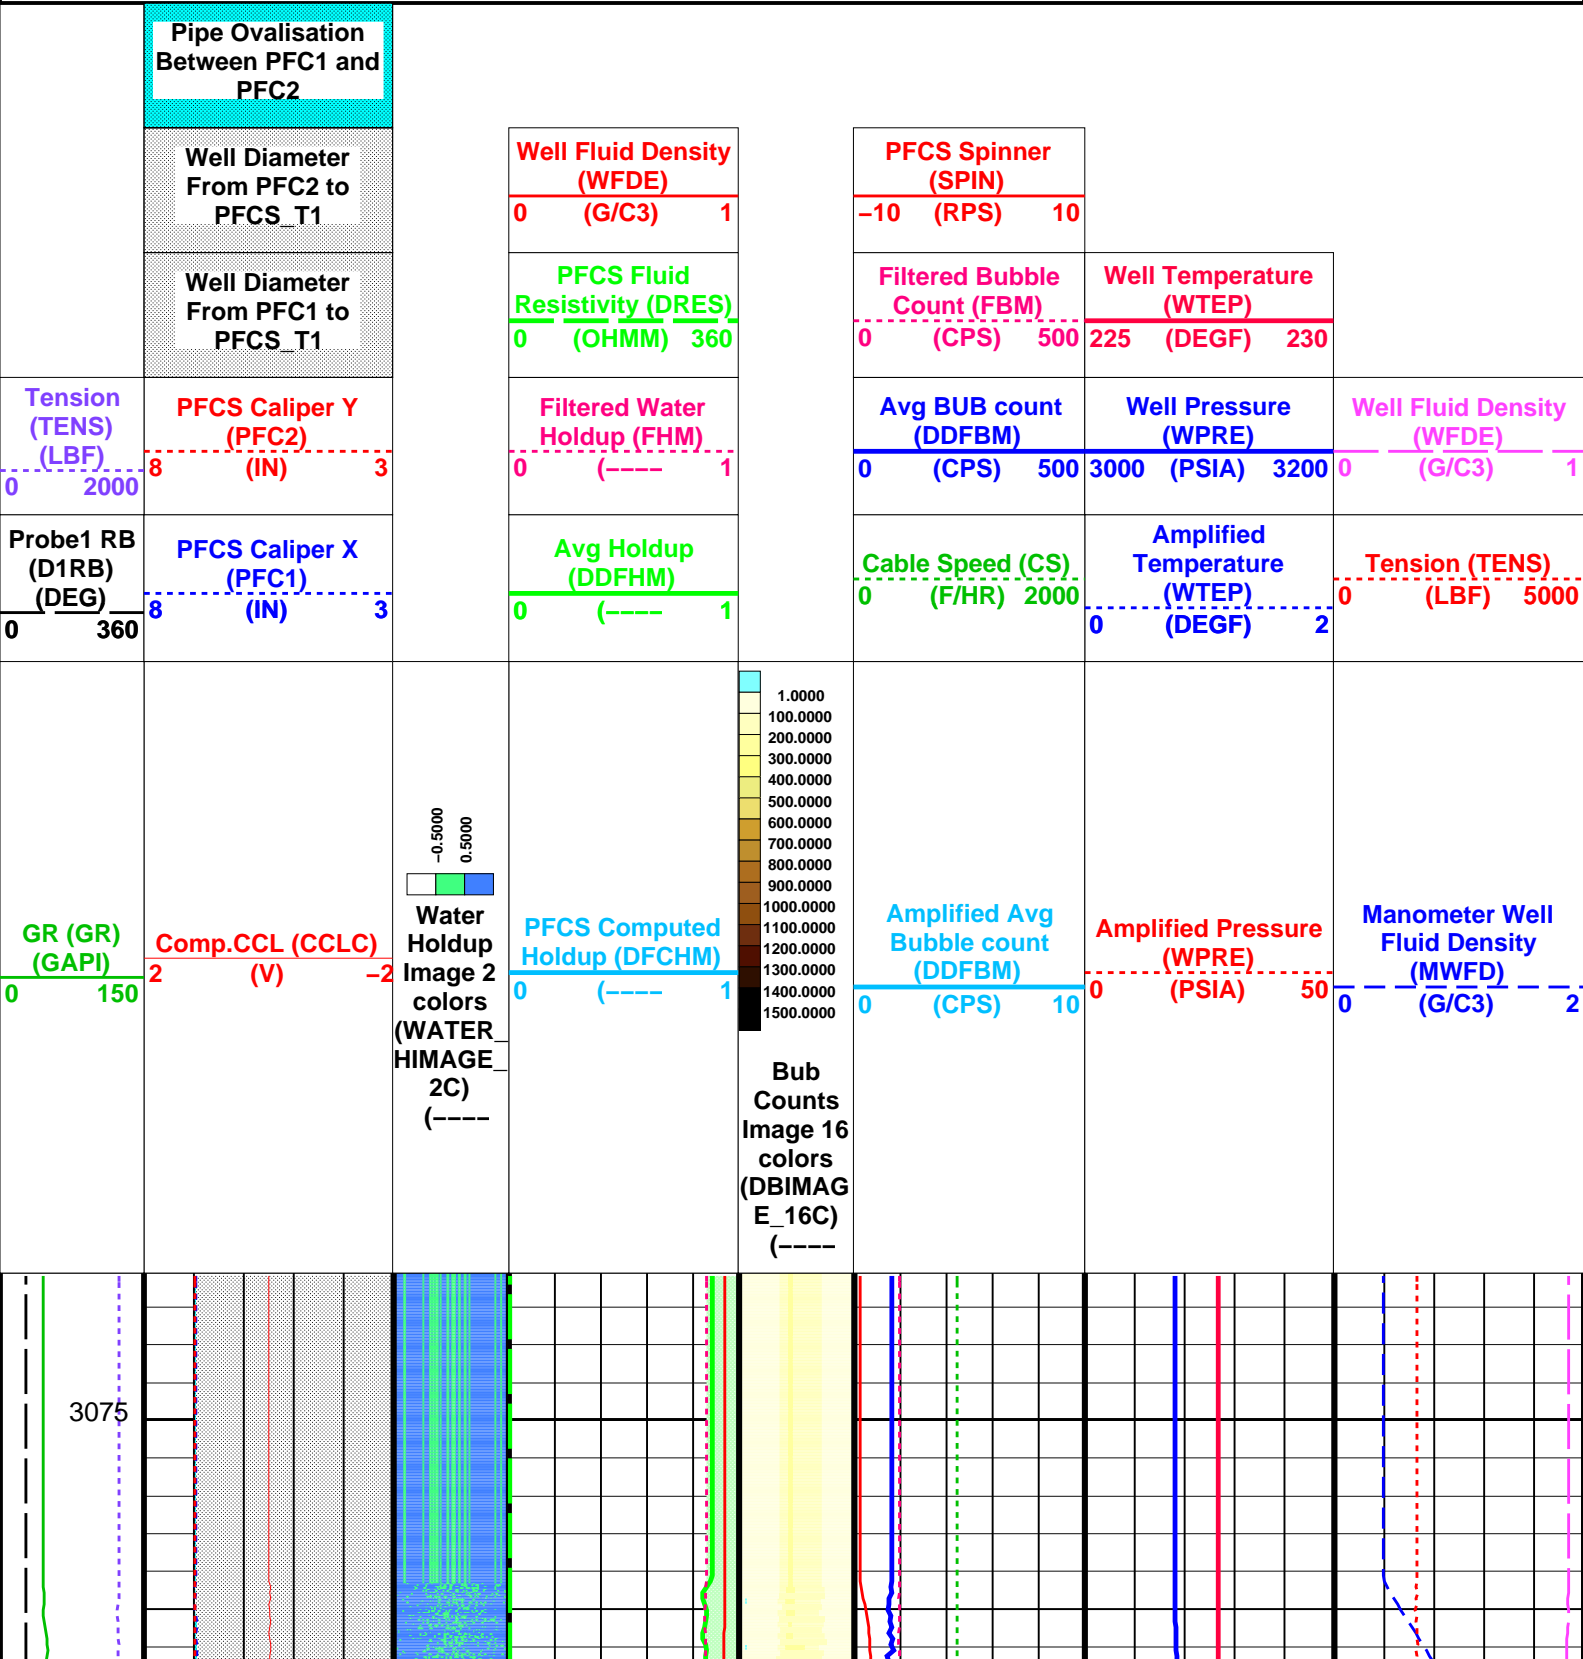 Pipe Ovalisation
Between PFC1 and
PFC2
Well Diameter
From PFC2 to
PFCS_T1
Well Diameter
From PFC1 to
PFCS_T1
Well Fluid Density
(WFDE)
0 (G/C3) 1
PFCS Spinner
(SPIN)
−10 (RPS) 10
PFCS Fluid
Resistivity (DRES)
0 (OHMM) 360
Filtered Bubble
Count (FBM)
0 (CPS) 500
Well Temperature
(WTEP)
225 (DEGF) 230
Tension
(TENS)
(LBF)
0 2000
PFCS Caliper Y
(PFC2)
8 (IN) 3
Filtered Water
Holdup (FHM)
0 (−−−− 1
Avg BUB count
(DDFBM)
0 (CPS) 500
Well Pressure
(WPRE)
3000 (PSIA) 3200
Well Fluid Density
(WFDE)
0 (G/C3) 1
Probe1 RB
(D1RB)
(DEG)
0 360
PFCS Caliper X
(PFC1)
8 (IN) 3
Avg Holdup
(DDFHM)
0 (−−−− 1
Cable Speed (CS)
0 (F/HR) 2000
Amplified
Temperature
(WTEP)
0 (DEGF) 2
Tension (TENS)
0 (LBF) 5000
GR (GR)
(GAPI)
0 150
Comp.CCL (CCLC)
2 (V) −2
−0.5000
0.5000
Water
Holdup
Image 2
colors
(WATER_
HIMAGE_
2C)
(−−−−
PFCS Computed
Holdup (DFCHM)
0 (−−−− 1
1.0000
100.0000
200.0000
300.0000
400.0000
500.0000
600.0000
700.0000
800.0000
900.0000
1000.0000
1100.0000
1200.0000
1300.0000
1400.0000
1500.0000
Bub
Counts
Image 16
colors
(DBIMAG
E_16C)
(−−−−
Amplified Avg
Bubble count
(DDFBM)
0 (CPS) 10
Amplified Pressure
(WPRE)
0 (PSIA) 50
Manometer Well
Fluid Density
(MWFD)
0 (G/C3) 2
3075